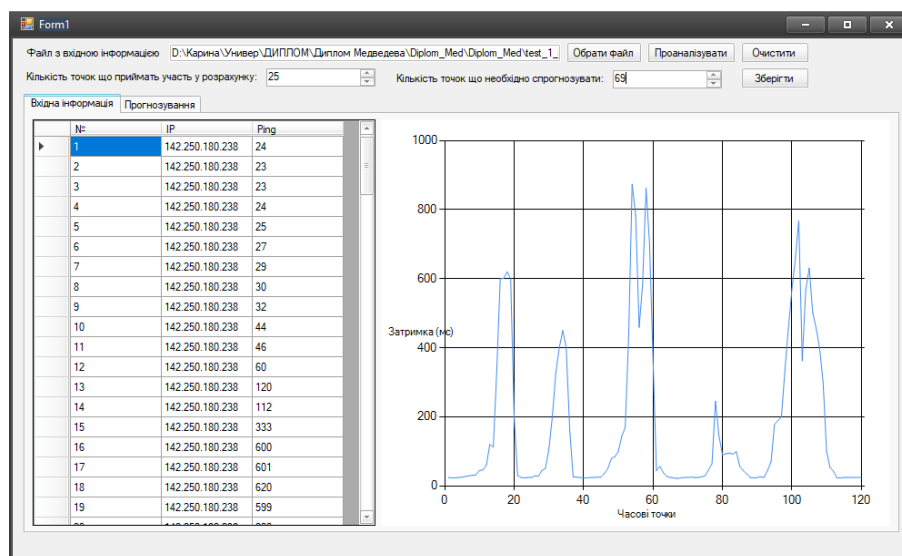 Form1
Файл з вхідною інформацією D:\Карина\Универ\ДИПЛОМ\Диплом Медведева\Diplom_Med\Diplom_Med\test_1_ Обрати файл Проаналізувати Очистити
Кількість точок що приймать участь у розрахунку: 25 Кількість точок що необхідно спрогнозувати: 69 Зберігти
Вхідна інформація Прогнозування
№ IP Ping
1 142.250.180.238 24
2 142.250.180.238 23
3 142.250.180.238 23
4 142.250.180.238 24
5 142.250.180.238 25
6 142.250.180.238 27
7 142.250.180.238 29
8 142.250.180.238 30
9 142.250.180.238 32
10 142.250.180.238 44
11 142.250.180.238 46
12 142.250.180.238 60
13 142.250.180.238 120
14 142.250.180.238 112
15 142.250.180.238 333
16 142.250.180.238 600
17 142.250.180.238 601
18 142.250.180.238 620
19 142.250.180.238 599
1000
800
600
Затримка (мс)
400
200
0
0 20 40 60 80 100 120
Часові точки